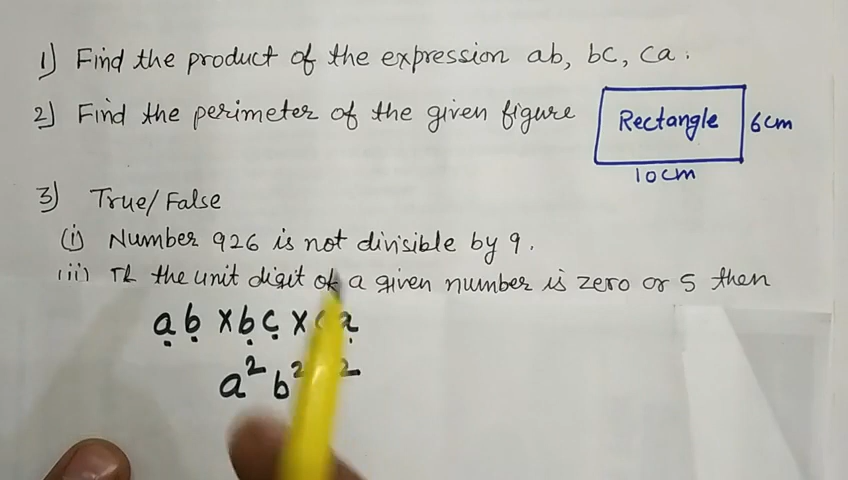 1) Find the product of the expression ab, bc, ca.
2) Find the perimeter of the given figure
Rectangle 6cm
10cm
3) True/False
(i) Number 926 is not divisible by 9.
(ii) If the unit digit of a given number is zero or 5 then
ab × bc × ca
a² b² ²